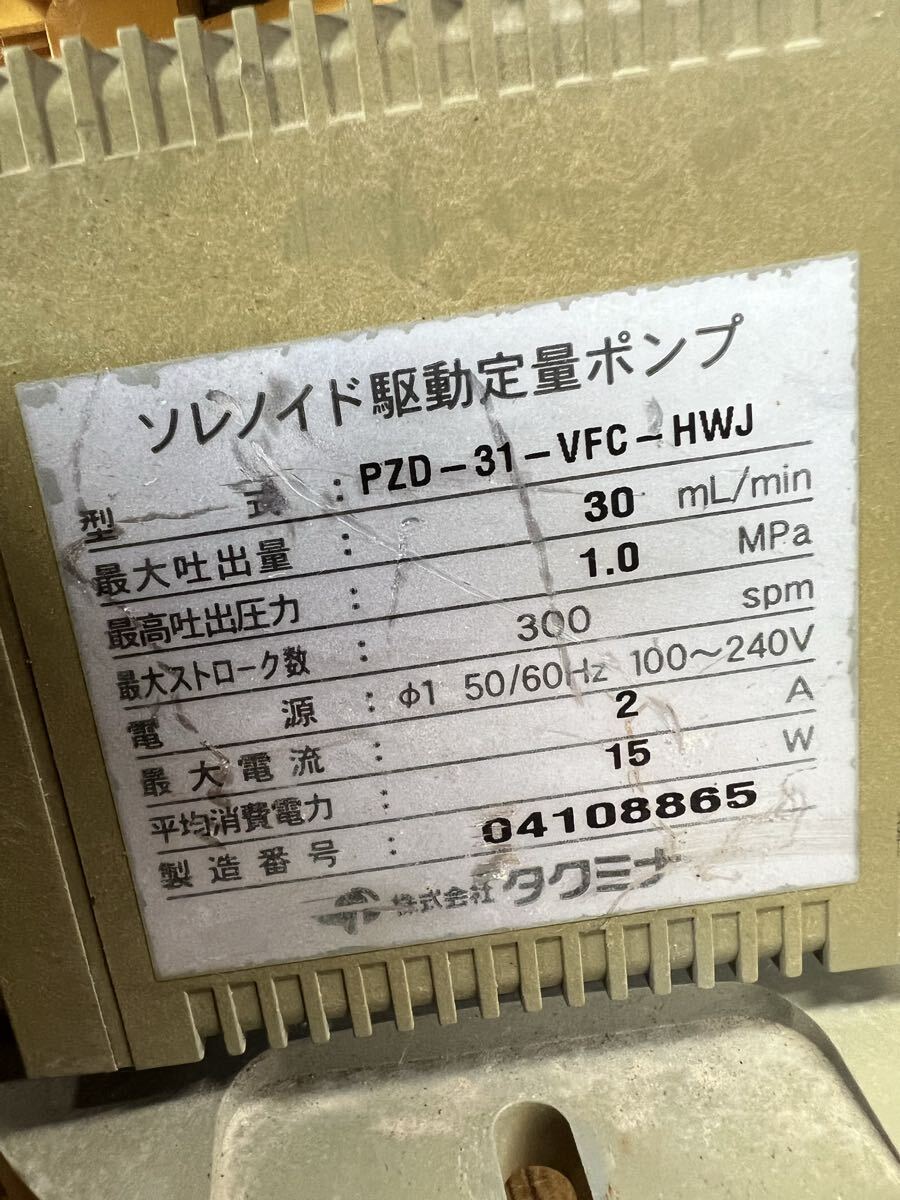 ソレノイド駆動定量ポンプ
型式 : PZD-31-VFC-HWJ
最大吐出量 : 30 mL/min
最高吐出圧力 : 1.0 MPa
最大ストローク数 : 300 spm
電源 : φ1 50/60Hz 100～240V
最大電流 : 2 A
平均消費電力 : 15 W
製造番号 : 04108865
株式会社タクミナ